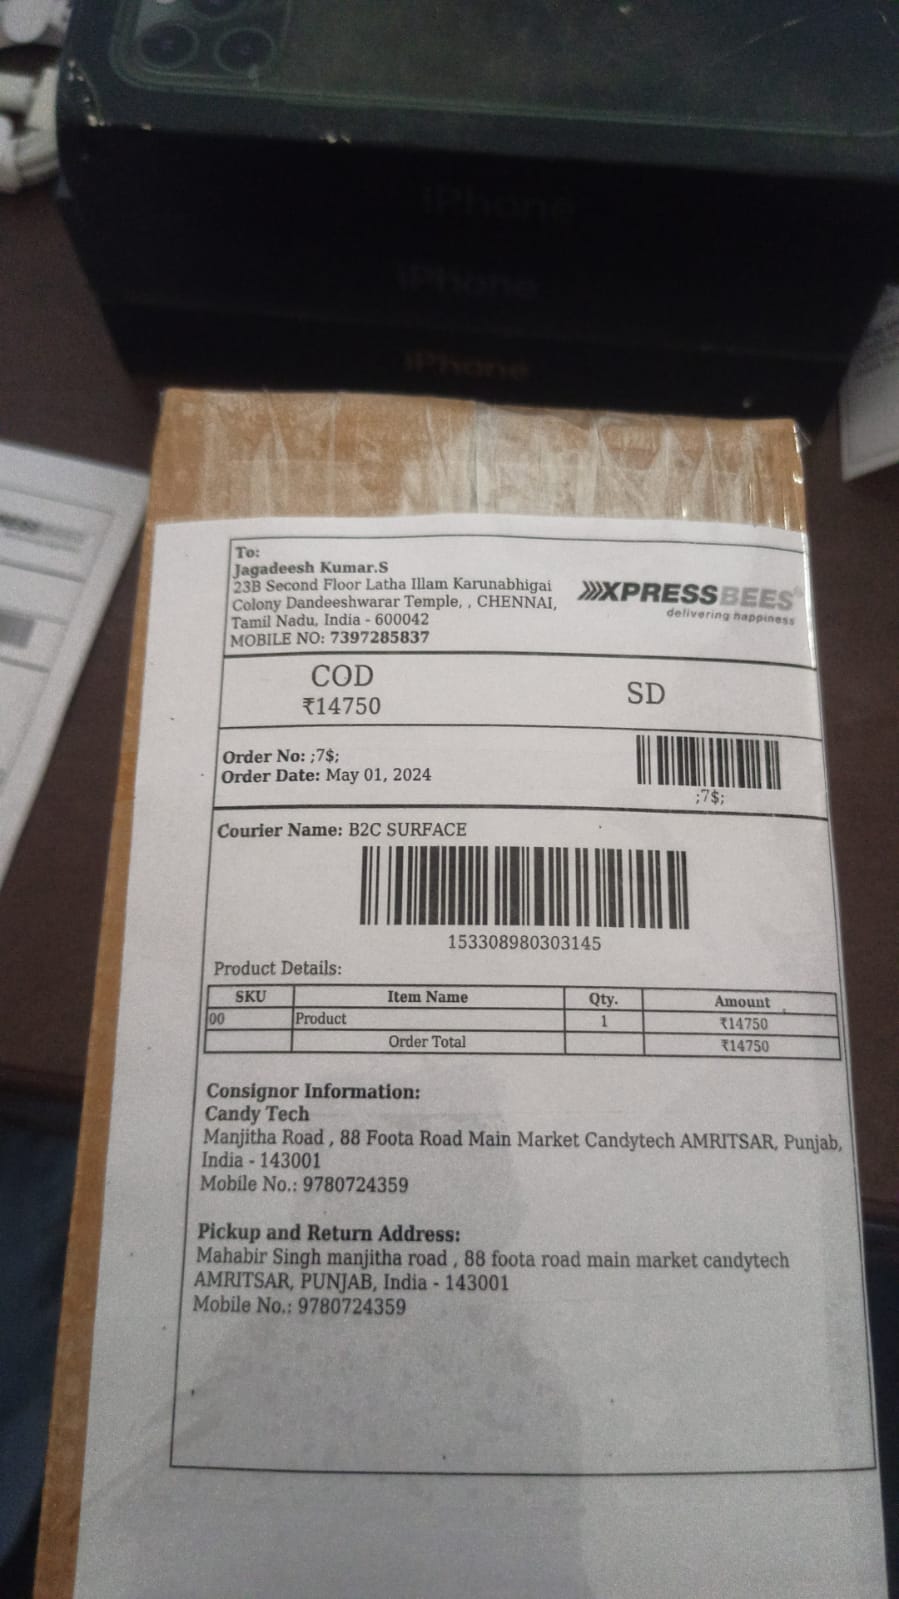 iPhone
iPhone
iPhone
To:
Jagadeesh Kumar.S
23B Second Floor Latha Illam Karunabhigai
Colony Dandeeshwarar Temple, , CHENNAI,
Tamil Nadu, India - 600042
MOBILE NO: 7397285837
XPRESSBEES
delivering happiness
COD
₹14750
SD
Order No: ;7$;
Order Date: May 01, 2024
;7$;
Courier Name: B2C SURFACE
153308980303145
Product Details:
SKU Item Name Qty. Amount
00 Product 1 ₹14750
Order Total ₹14750
Consignor Information:
Candy Tech
Manjitha Road , 88 Foota Road Main Market Candytech AMRITSAR, Punjab,
India - 143001
Mobile No.: 9780724359
Pickup and Return Address:
Mahabir Singh manjitha road , 88 foota road main market candytech
AMRITSAR, PUNJAB, India - 143001
Mobile No.: 9780724359